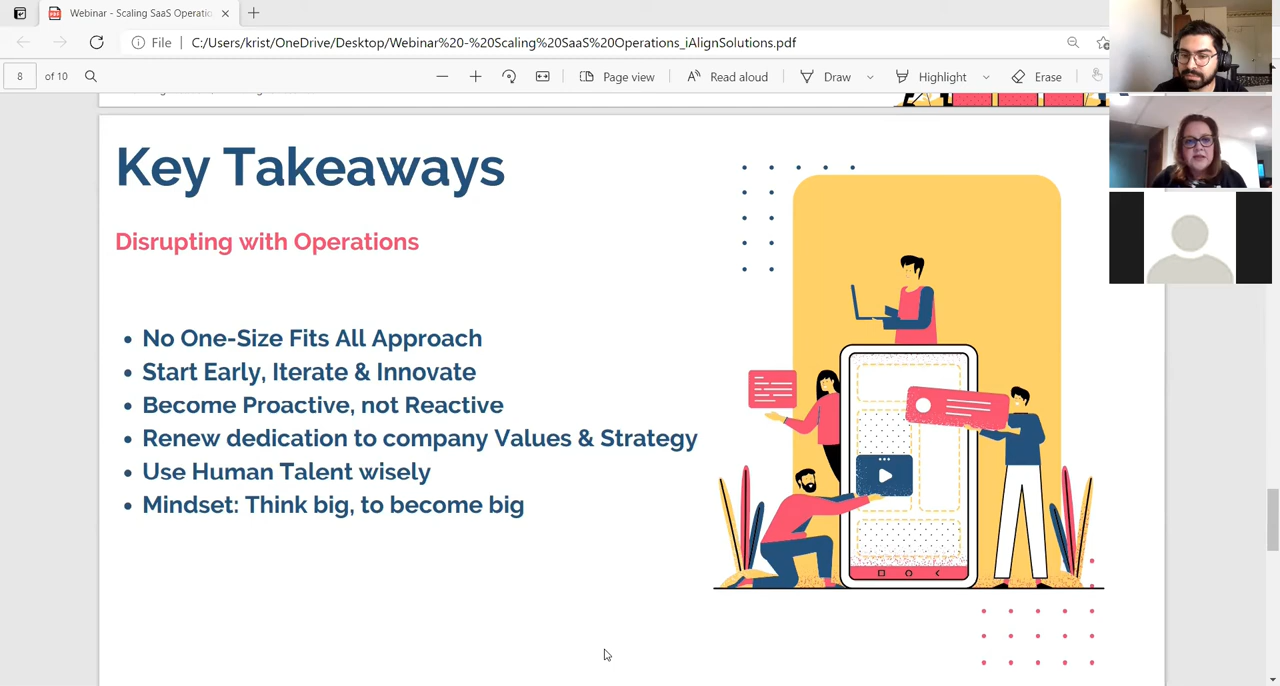 Webinar - Scaling SaaS Operatio
File
C:/Users/krist/OneDrive/Desktop/Webinar%20-%20Scaling%20SaaS%20Operations_iAlignSolutions.pdf
8 of 10
Page view
Read aloud
Draw
Highlight
Erase
Key Takeaways
Disrupting with Operations
• No One-Size Fits All Approach
• Start Early, Iterate & Innovate
• Become Proactive, not Reactive
• Renew dedication to company Values & Strategy
• Use Human Talent wisely
• Mindset: Think big, to become big